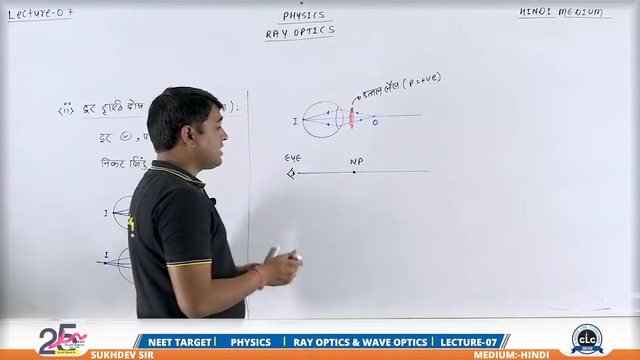 Lecture-07
PHYSICS
RAY OPTICS
HINDI MEDIUM
<ii> दूर दृष्टि दोष
दूर
निकट बिंदु
I
I
उत्तल लेंस (P=+ve)
I
O
EYE
NP
25
NEET TARGET PHYSICS RAY OPTICS & WAVE OPTICS LECTURE-07
SUKHDEV SIR
MEDIUM:-HINDI
CLC